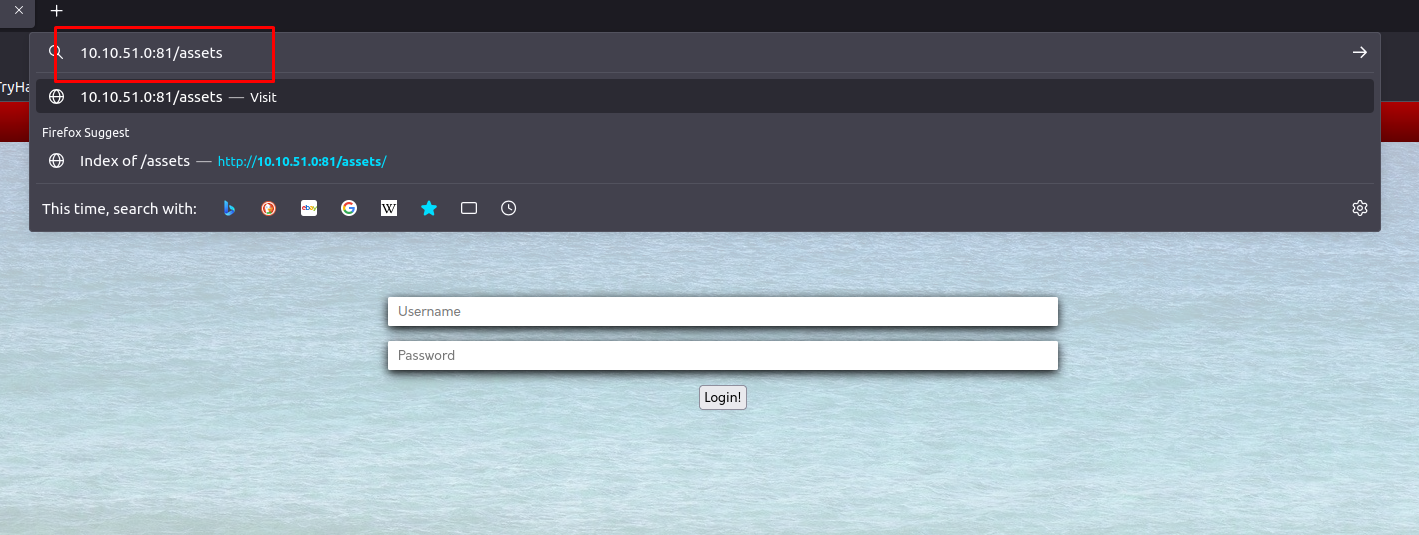 10.10.51.0:81/assets
TryHa
10.10.51.0:81/assets — Visit
Firefox Suggest
Index of /assets — http://10.10.51.0:81/assets/
This time, search with:
ebay
G
W
Username
Password
Login!